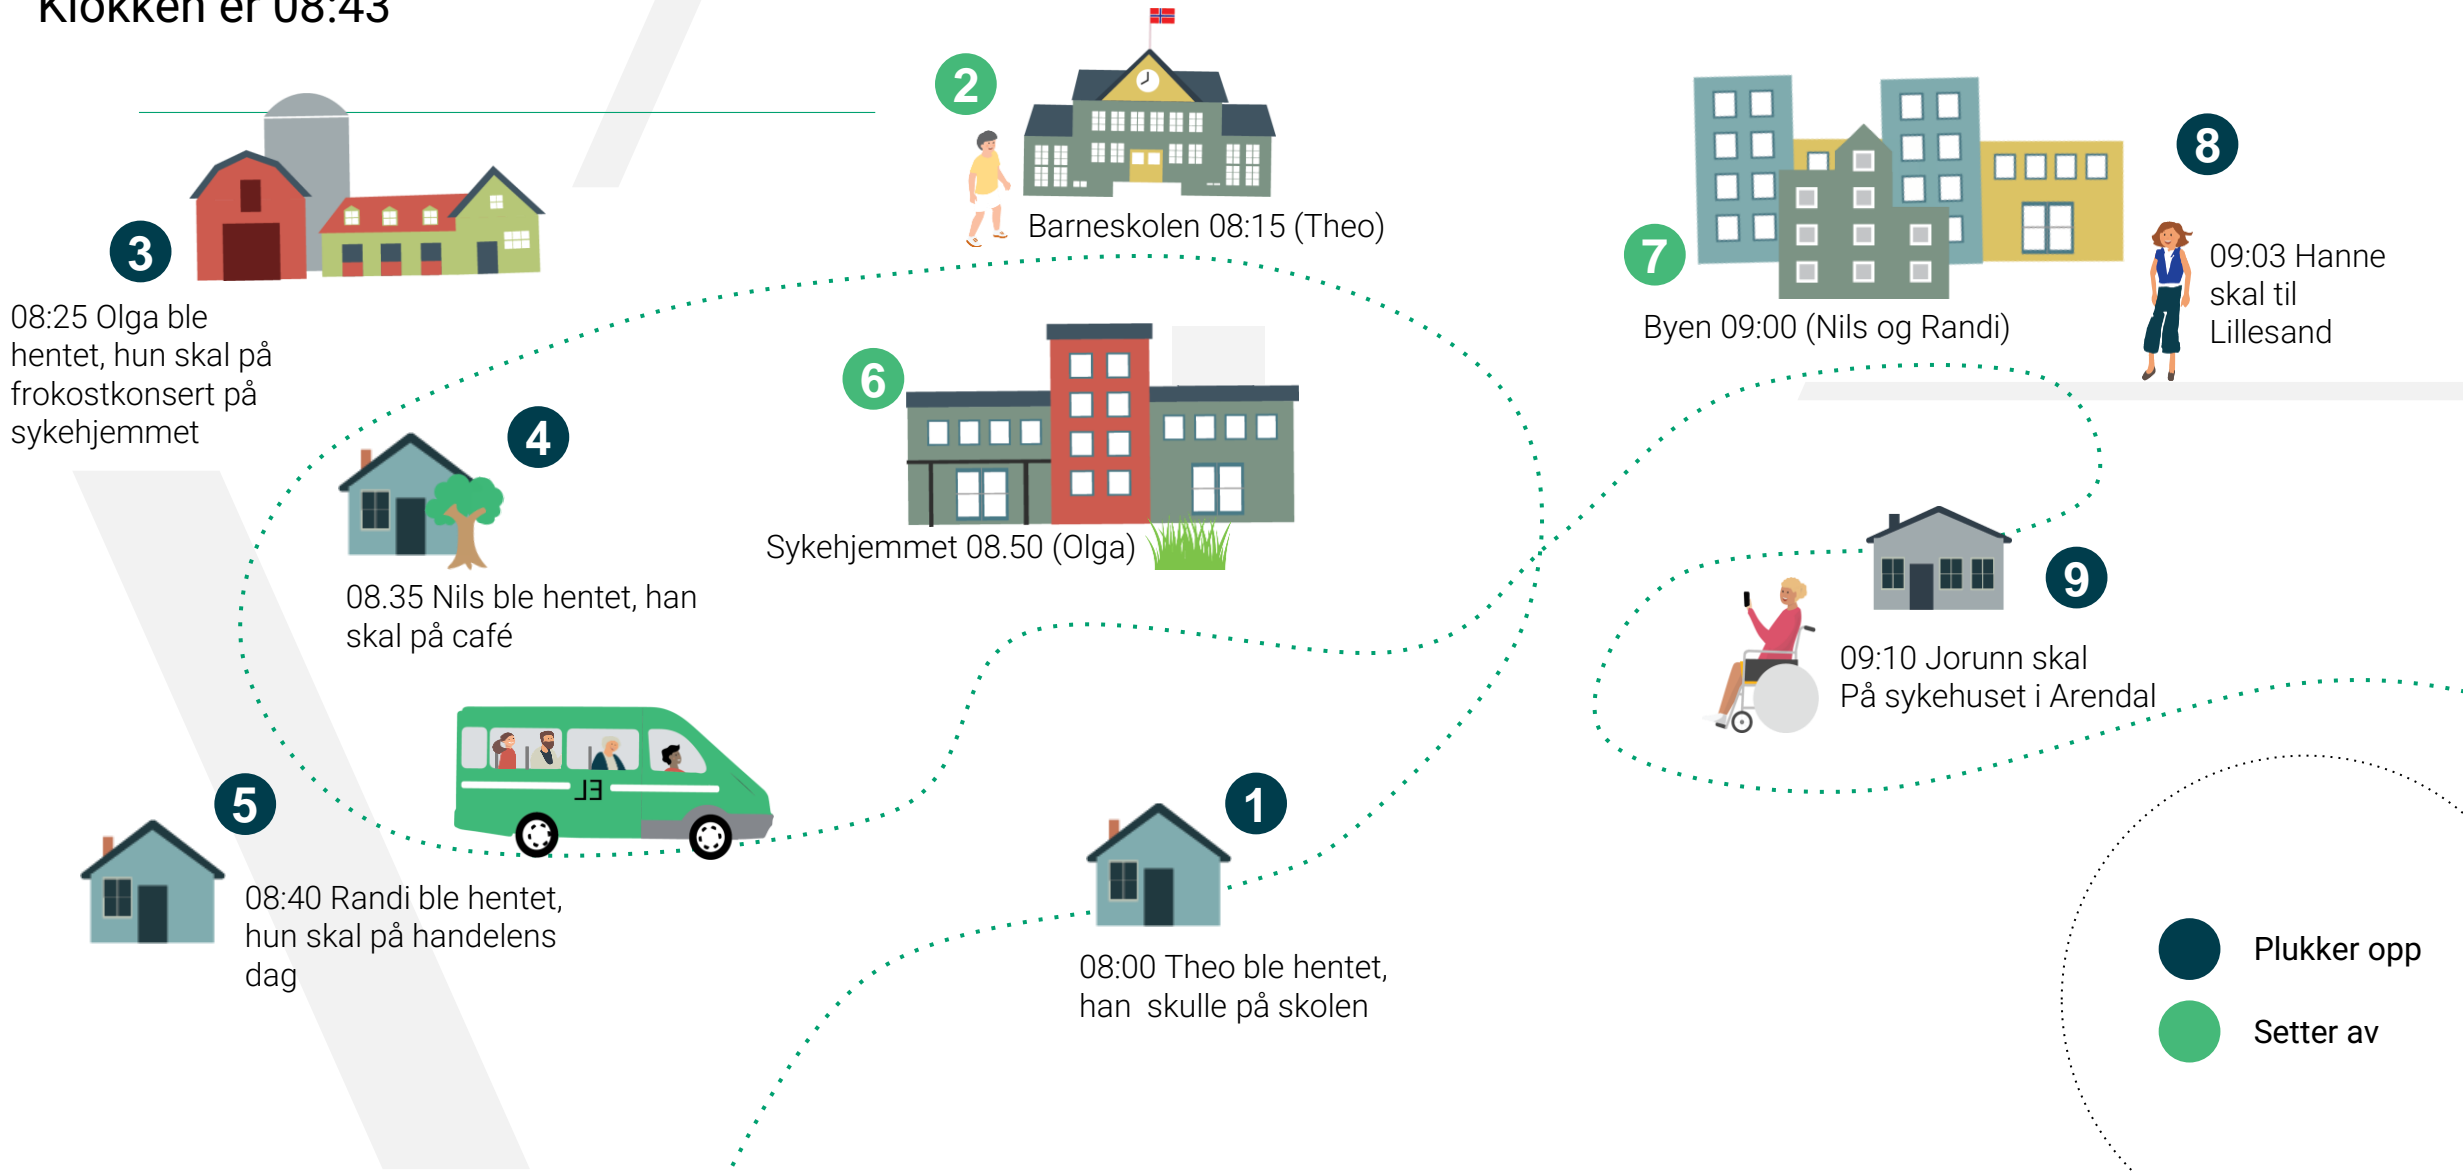 Klokken er 08:43
2
Barneskolen 08:15 (Theo)
8
3
7
09:03 Hanne
skal til
Lillesand
08:25 Olga ble
hentet, hun skal på
frokostkonsert på
sykehjemmet
Byen 09:00 (Nils og Randi)
6
4
Sykehjemmet 08.50 (Olga)
9
08.35 Nils ble hentet, han
skal på café
09:10 Jorunn skal
På sykehuset i Arendal
EL
5
1
08:40 Randi ble hentet,
hun skal på handelens
dag
08:00 Theo ble hentet,
han skulle på skolen
Plukker opp
Setter av